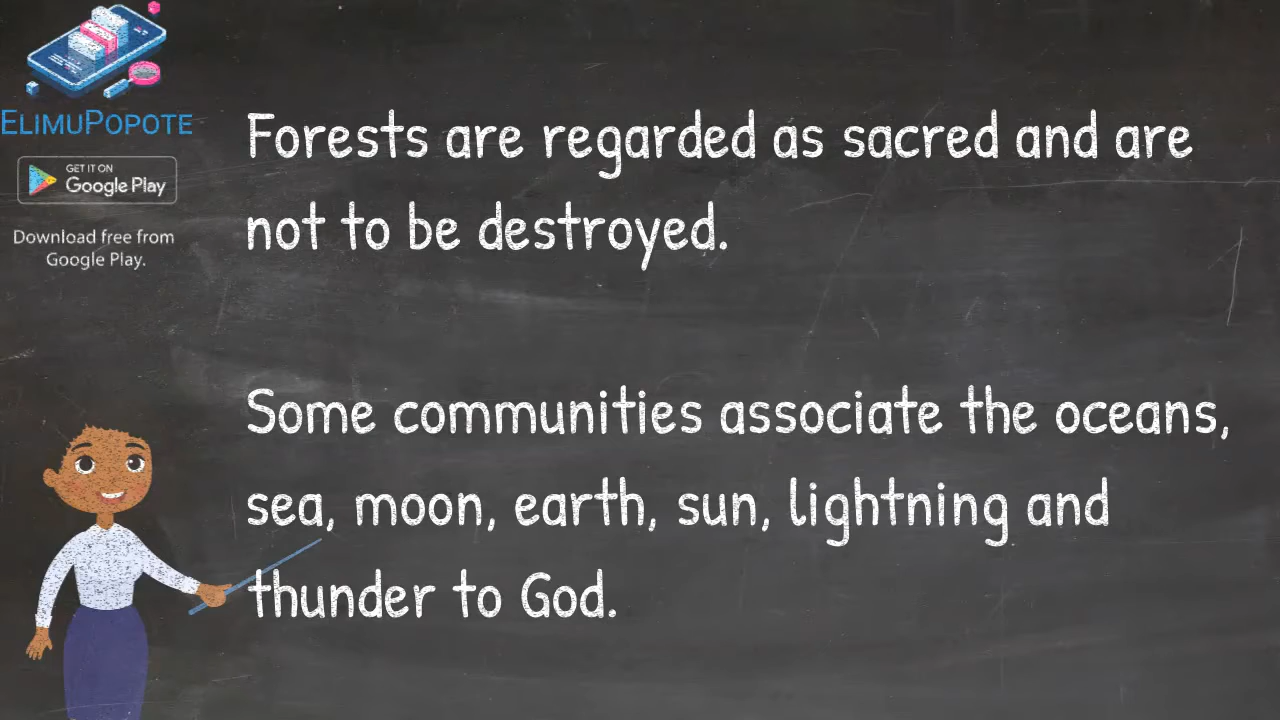 ELIMUPOPOTE
GET IT ON
Google Play
Download free from
Google Play.
Forests are regarded as sacred and are
not to be destroyed.
Some communities associate the oceans,
sea, moon, earth, sun, lightning and
thunder to God.